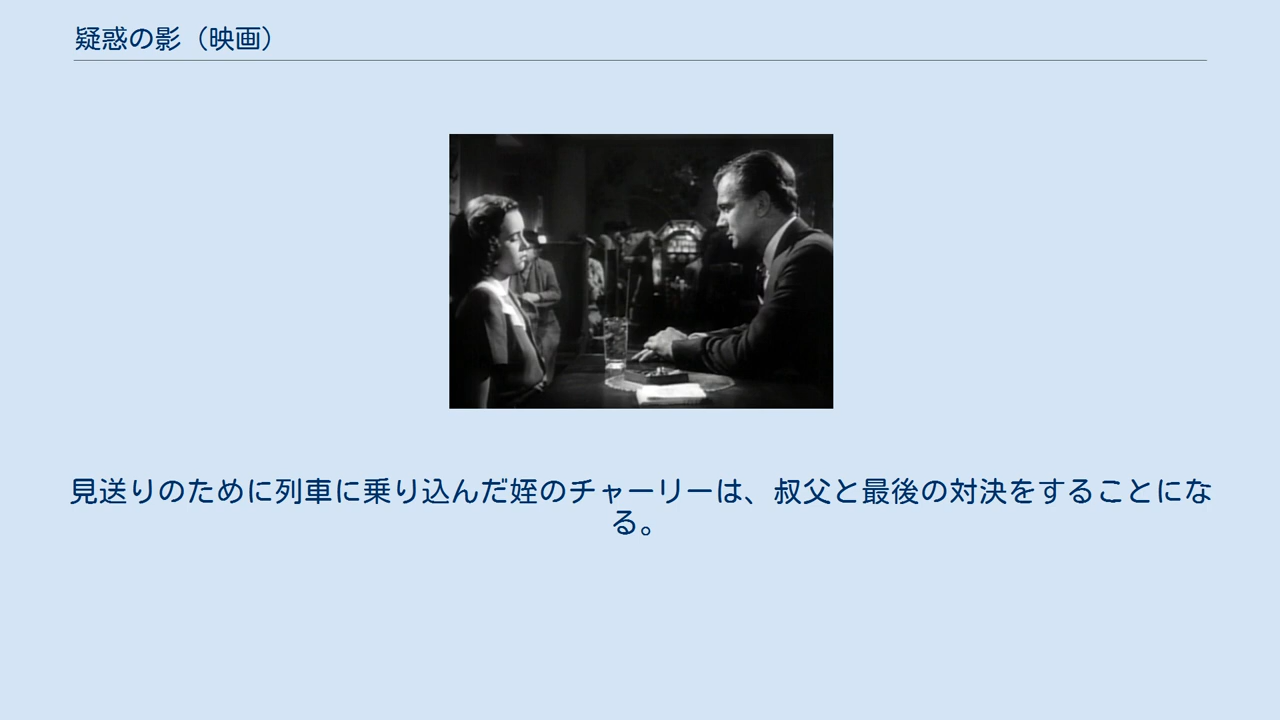 疑惑の影（映画）
見送りのために列車に乗り込んだ姪のチャーリーは、叔父と最後の対決をすることにな
る。